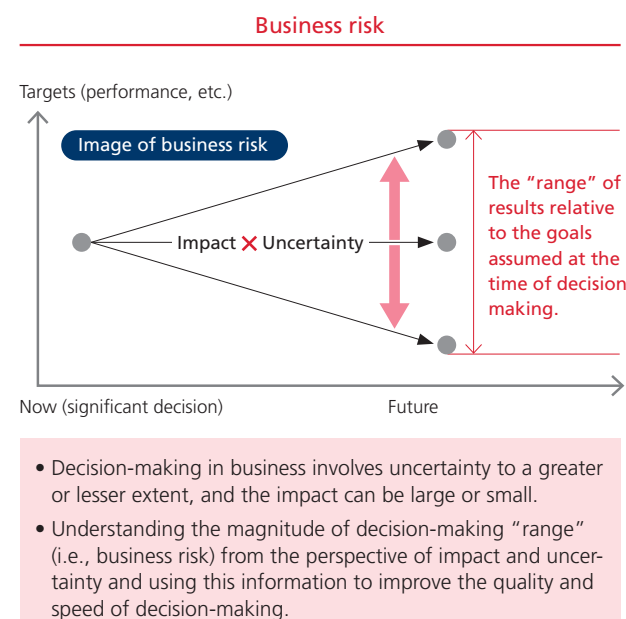 Business risk
Targets (performance, etc.)
Image of business risk
Impact × Uncertainty
The “range” of
results relative
to the goals
assumed at the
time of decision
making.
Now (significant decision)
Future
• Decision-making in business involves uncertainty to a greater
or lesser extent, and the impact can be large or small.
• Understanding the magnitude of decision-making “range”
(i.e., business risk) from the perspective of impact and uncer-
tainty and using this information to improve the quality and
speed of decision-making.